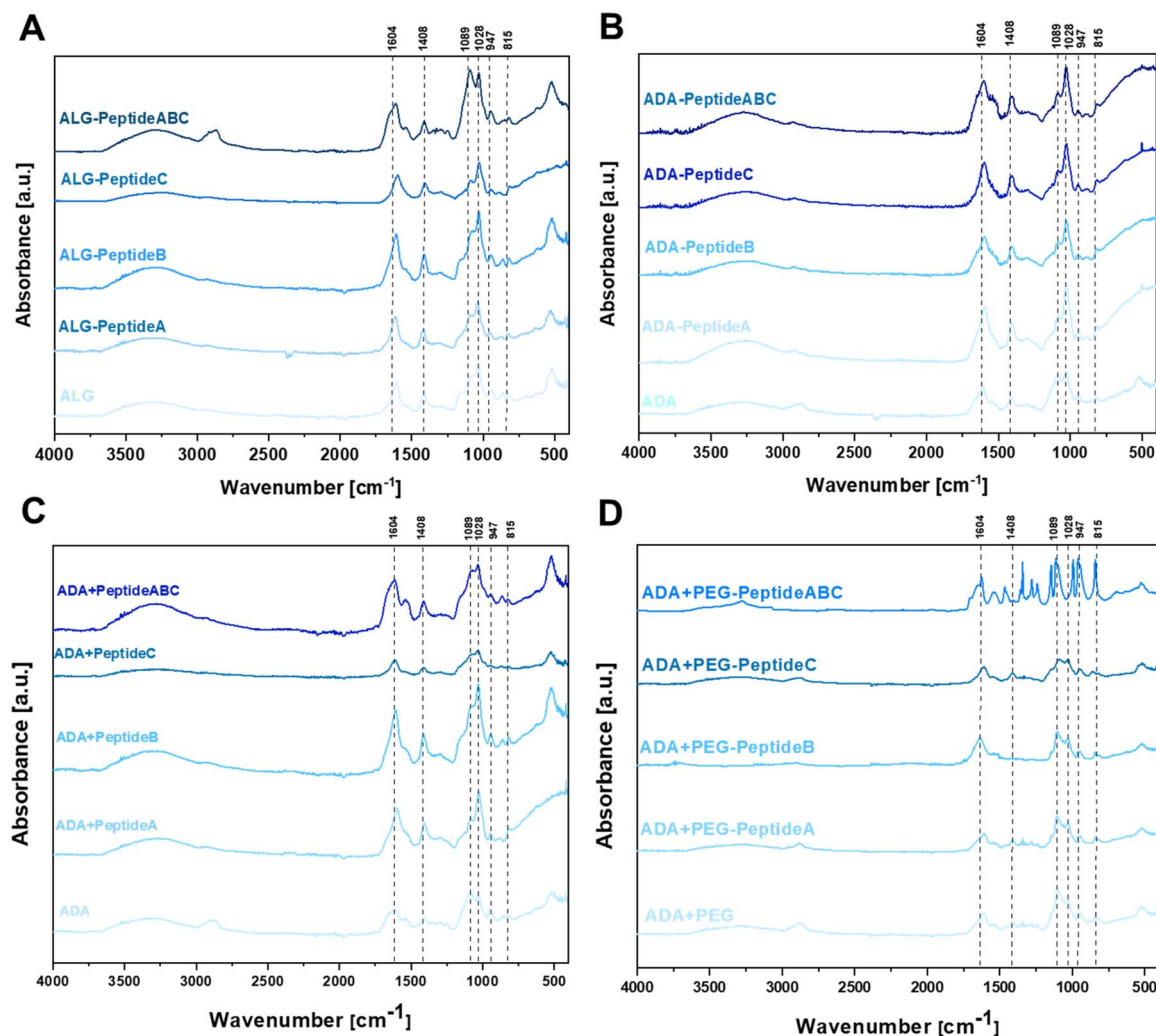 A
1604 1408 1089 1028 947 815
ALG-PeptideABC
ALG-PeptideC
ALG-PeptideB
ALG-PeptideA
ALG
Absorbance [a.u.]
4000 3500 3000 2500 2000 1500 1000 500
Wavenumber [cm⁻¹]
B
1604 1408 1089 1028 947 815
ADA-PeptideABC
ADA-PeptideC
ADA-PeptideB
ADA-PeptideA
ADA
Absorbance [a.u.]
4000 3500 3000 2500 2000 1500 1000 500
Wavenumber [cm⁻¹]
C
1604 1408 1089 1028 947 815
ADA+PeptideABC
ADA+PeptideC
ADA+PeptideB
ADA+PeptideA
ADA
Absorbance [a.u.]
4000 3500 3000 2500 2000 1500 1000 500
Wavenumber [cm⁻¹]
D
1604 1408 1089 1028 947 815
ADA+PEG-PeptideABC
ADA+PEG-PeptideC
ADA+PEG-PeptideB
ADA+PEG-PeptideA
ADA+PEG
Absorbance [a.u.]
4000 3500 3000 2500 2000 1500 1000 500
Wavenumber [cm⁻¹]